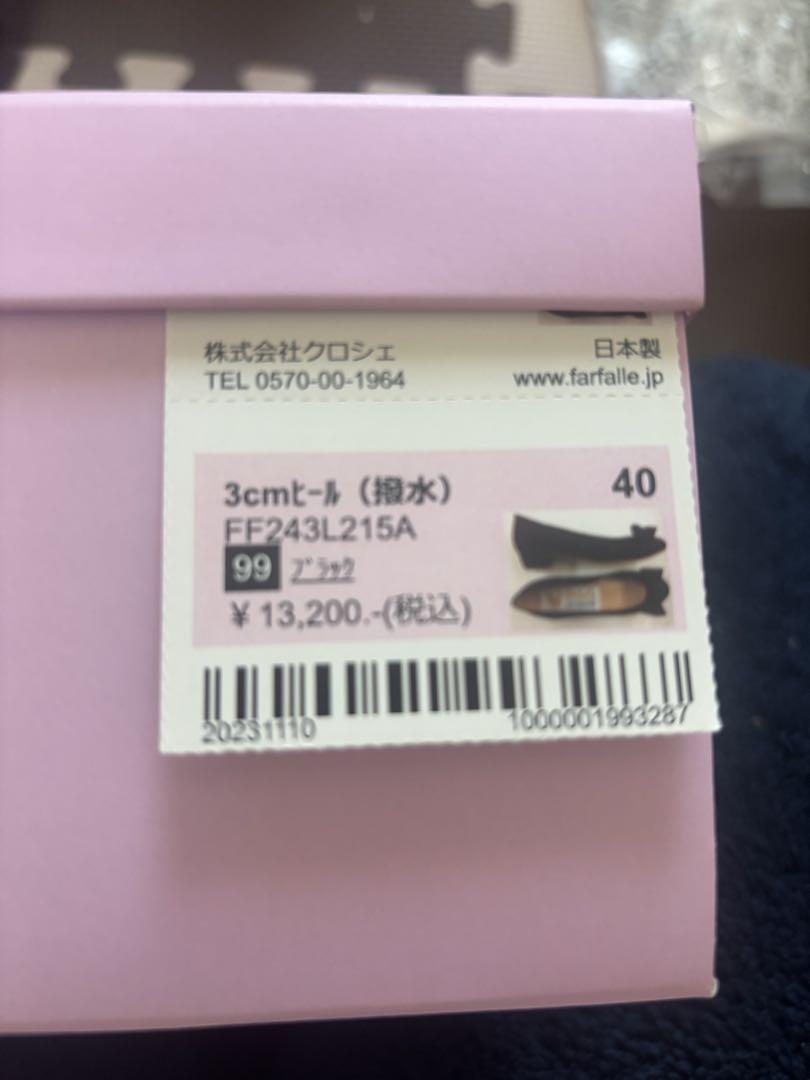 株式会社クロシェ 日本製
TEL 0570-00-1964 www.farfalle.jp
3cmﾋｰﾙ（撥水） 40
FF243L215A
99 ﾌﾞﾗｯｸ
¥ 13,200.-(税込)
20231110 1000001993287